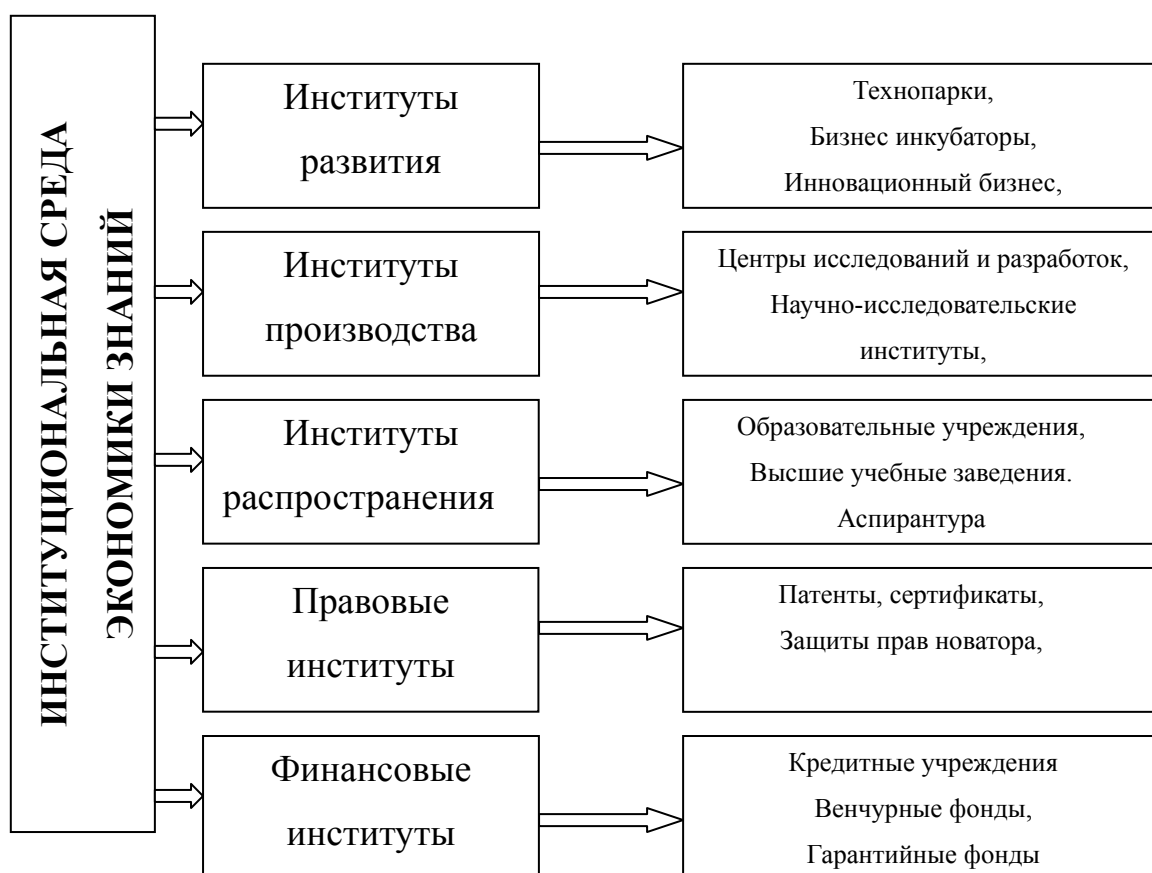 ИНСТИТУЦИОНАЛЬНАЯ СРЕДА
ЭКОНОМИКИ ЗНАНИЙ
Институты
развития
Технопарки,
Бизнес инкубаторы,
Инновационный бизнес,
Институты
производства
Центры исследований и разработок,
Научно-исследовательские
институты,
Институты
распространения
Образовательные учреждения,
Высшие учебные заведения.
Аспирантура
Правовые
институты
Патенты, сертификаты,
Защиты прав новатора,
Финансовые
институты
Кредитные учреждения
Венчурные фонды,
Гарантийные фонды